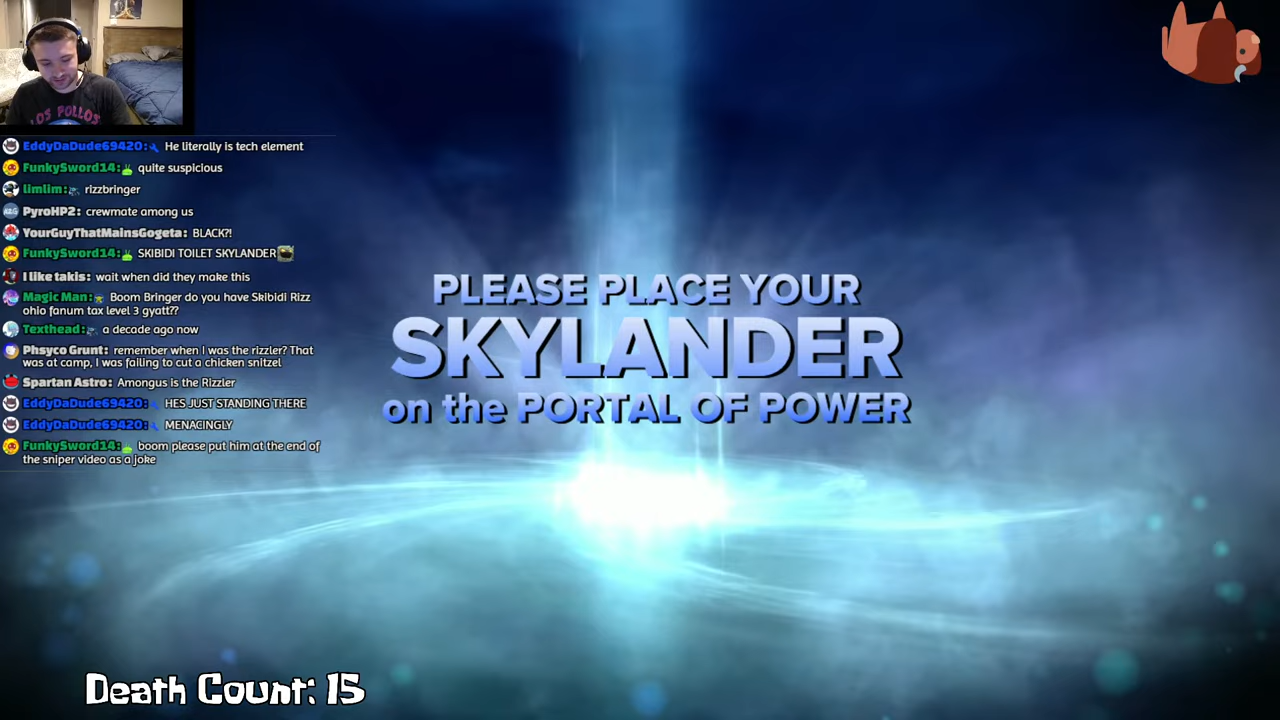 LOS POLLOS
EddyDaDude69420: He literally is tech element
FunkySword14: quite suspicious
limlim: rizzbringer
PyroHP2: crewmate among us
YourGuyThatMainsGogeta: BLACK?!
FunkySword14: SKIBIDI TOILET SKYLANDER
I like takis: wait when did they make this
Magic Man: Boom Bringer do you have Skibidi Rizz
ohio fanum tax level 3 gyatt??
Texthead: a decade ago now
Phsyco Grunt: remember when I was the rizzler? That
was at camp, I was failing to cut a chicken snitzel
Spartan Astro: Amongus is the Rizzler
EddyDaDude69420: HES JUST STANDING THERE
EddyDaDude69420: MENACINGLY
FunkySword14: boom please put him at the end of
the sniper video as a joke
PLEASE PLACE YOUR
SKYLANDER
on the PORTAL OF POWER
Death Count: 15